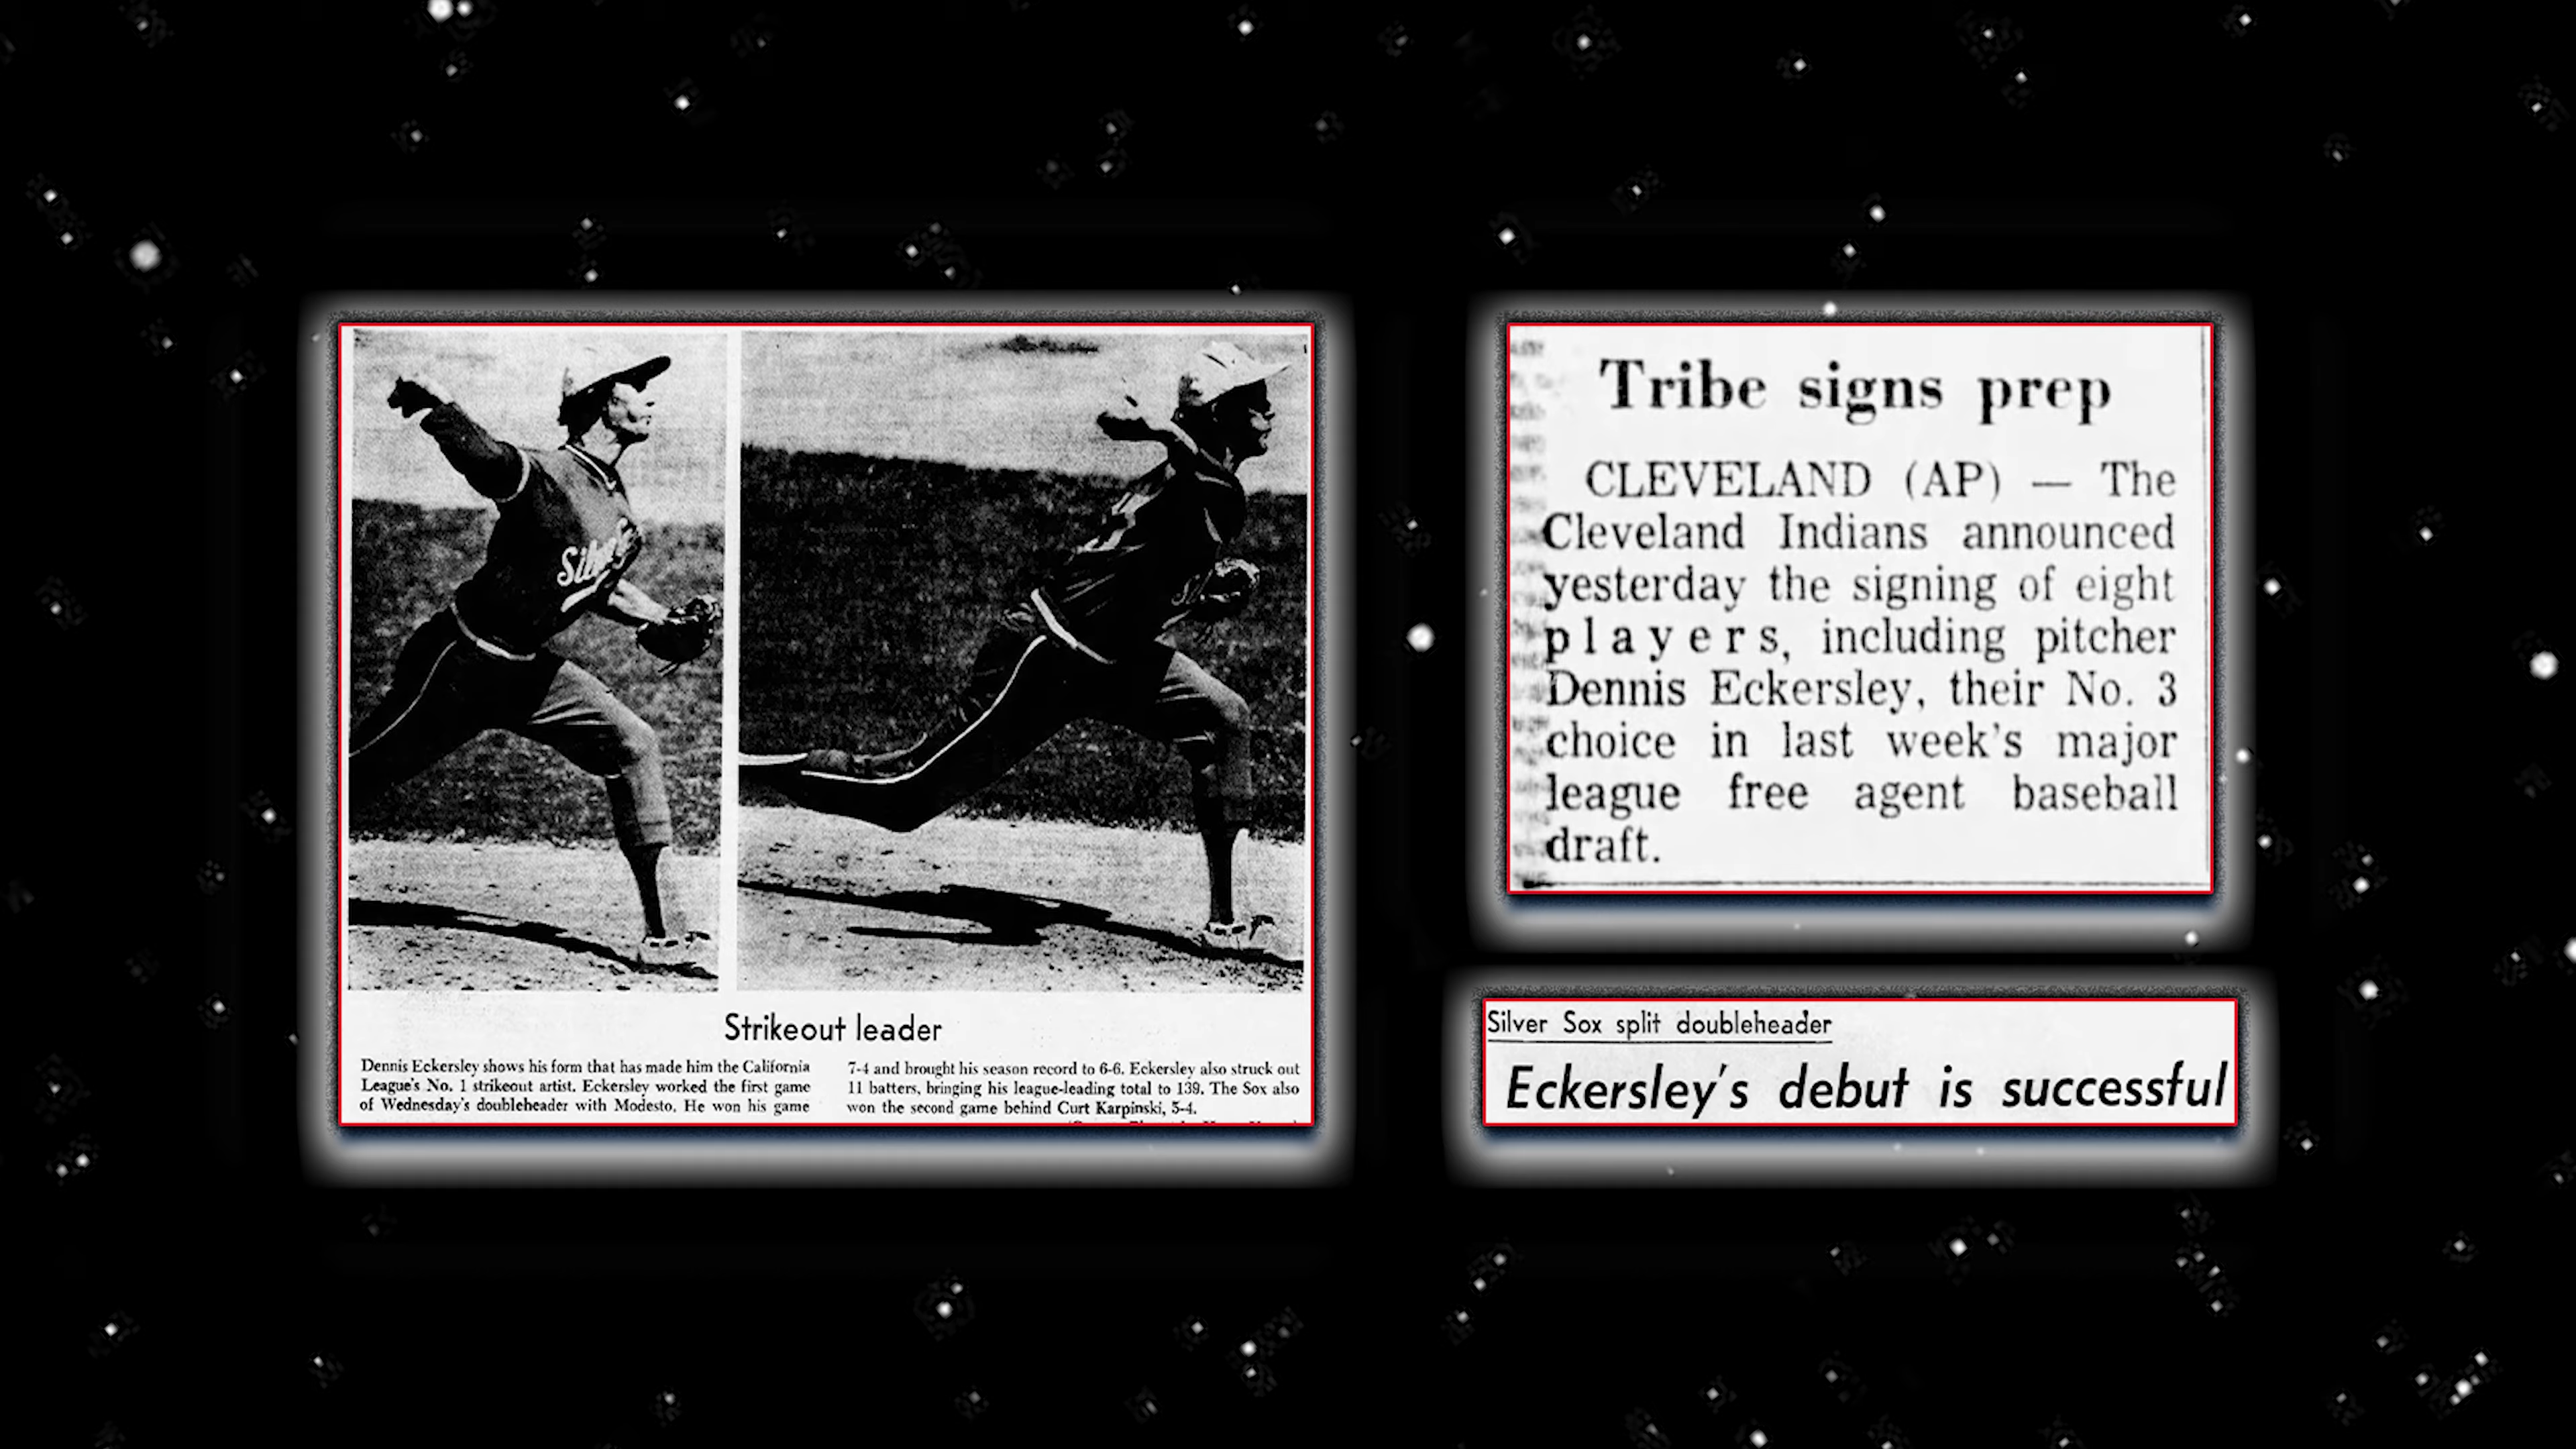 Silver
Strikeout leader
Dennis Eckersley shows his form that has made him the California
League's No. 1 strikeout artist. Eckersley worked the first game
of Wednesday's doubleheader with Modesto. He won his game
7-4 and brought his season record to 6-6. Eckersley also struck out
11 batters, bringing his league-leading total to 139. The Sox also
won the second game behind Curt Karpinski, 5-4.
Tribe signs prep
CLEVELAND (AP) — The
Cleveland Indians announced
yesterday the signing of eight
players, including pitcher
Dennis Eckersley, their No. 3
choice in last week's major
league free agent baseball
draft.
Silver Sox split doubleheader
Eckersley's debut is successful